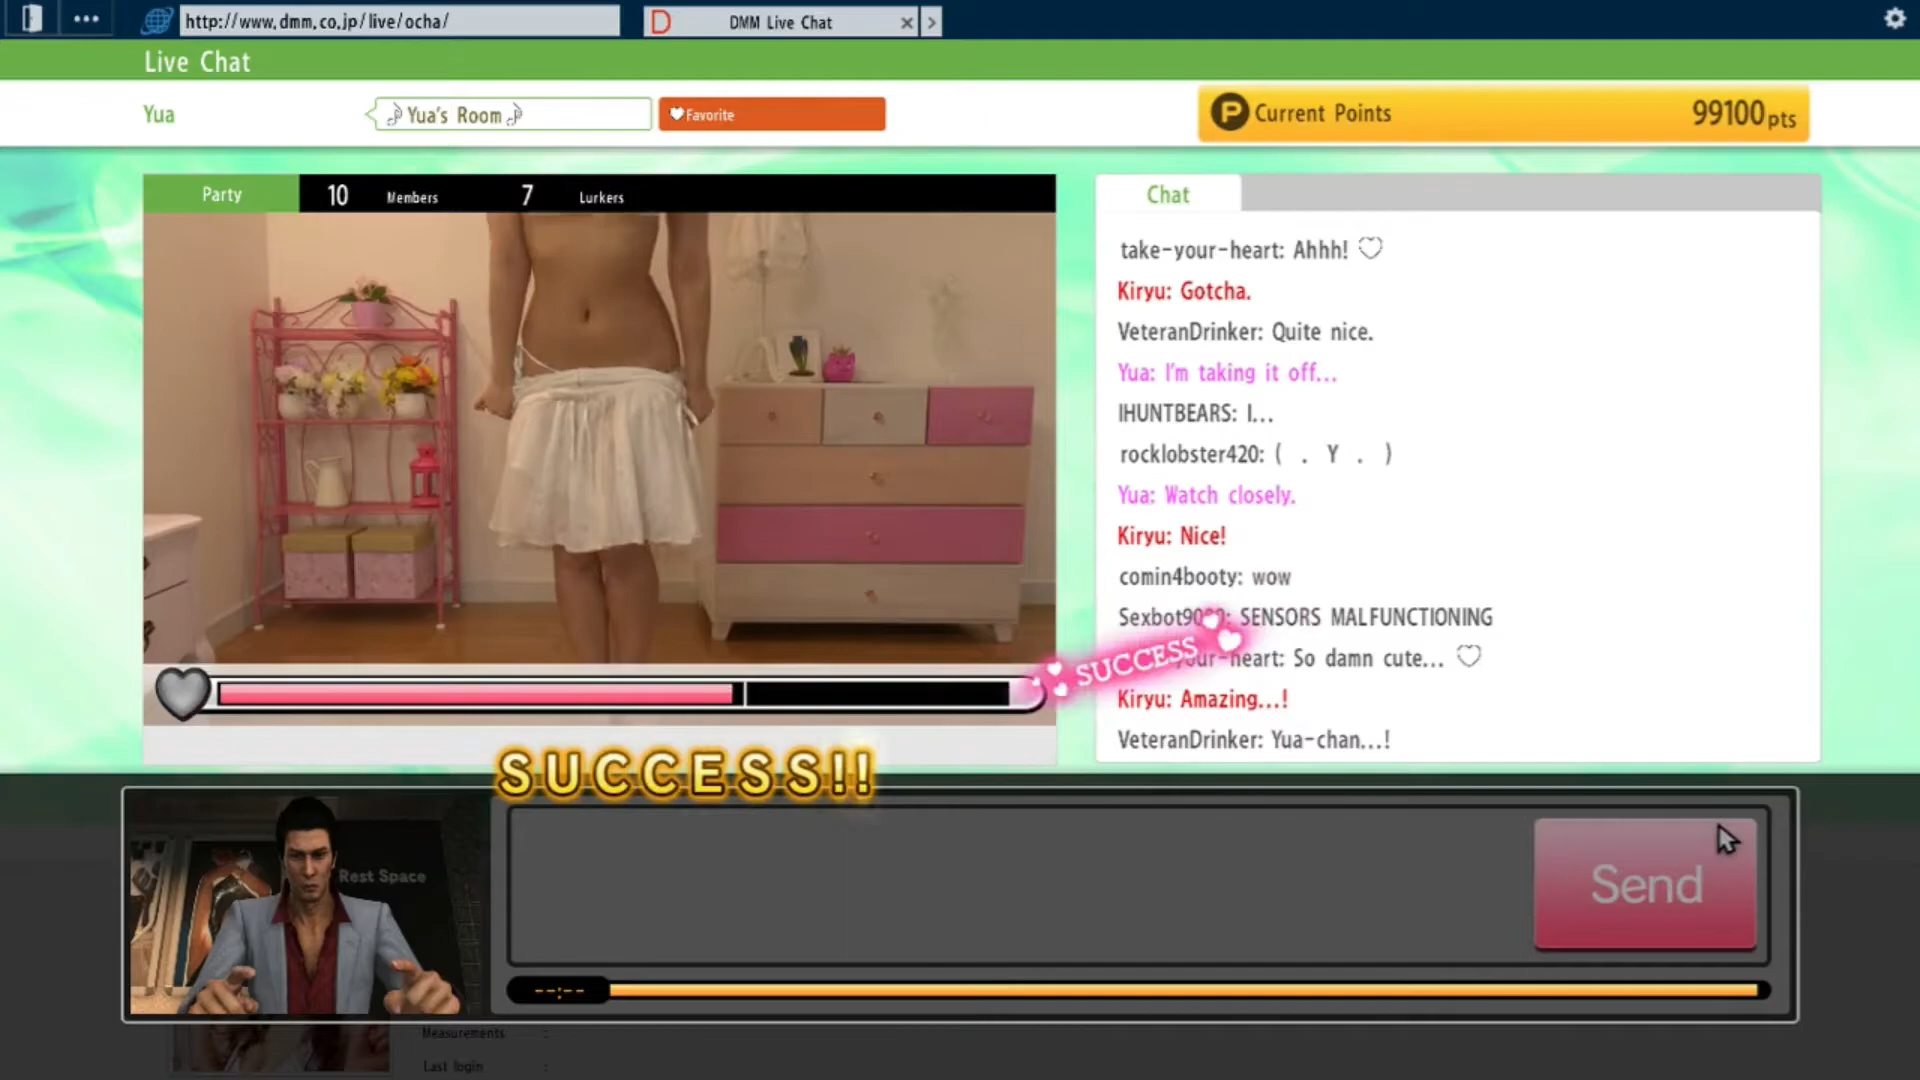 http://www.dmm.co.jp/live/ocha/
DMM Live Chat
Live Chat
Yua
Yua's Room
Favorite
P Current Points 99100pts
Party 10 Members 7 Lurkers
Chat
take-your-heart: Ahhh! ♡
Kiryu: Gotcha.
VeteranDrinker: Quite nice.
Yua: I'm taking it off...
IHUNTBEARS: I...
rocklobster420: ( . Y . )
Yua: Watch closely.
Kiryu: Nice!
comin4booty: wow
SENSORS MALFUNCTIONING
SUCCESS
heart: So damn cute... ♡
Kiryu: Amazing...!
VeteranDrinker: Yua-chan...!
SUCCESS!!
Rest Space
Send
--:--
Measurements :
Last login :